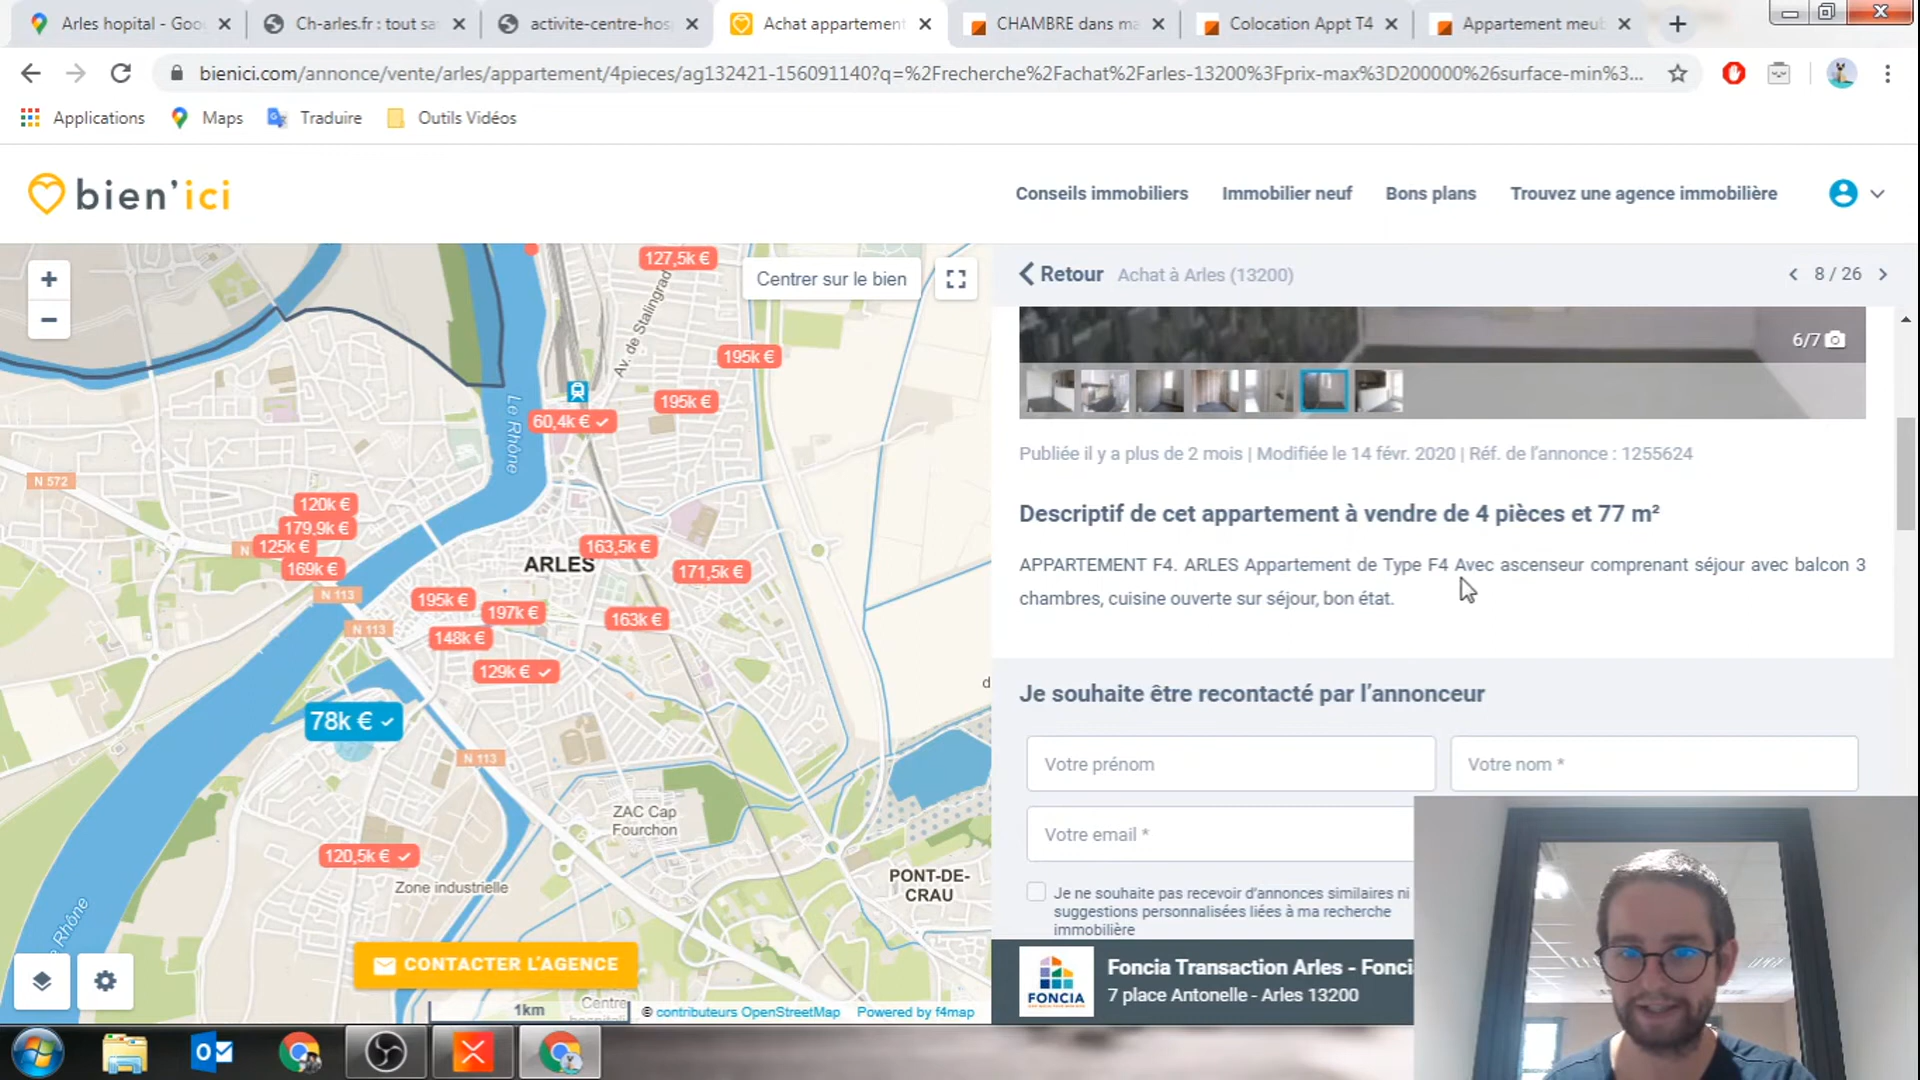 Arles hopital - Goo
Ch-arles.fr : tout sa
activite-centre-hos
Achat appartement
CHAMBRE dans ma
Colocation Appt T4
Appartement meub
bienici.com/annonce/vente/arles/appartement/4pieces/ag132421-156091140?q=%2Frecherche%2Fachat%2Farles-13200%3Fprix-max%3D200000%26surface-min%3...
Applications
Maps
Traduire
Outils Vidéos
bien'ici
Conseils immobiliers
Immobilier neuf
Bons plans
Trouvez une agence immobilière
+
−
Centrer sur le bien
127,5k €
Av. de Stalingrad
195k €
195k €
60,4k €
Le Rhône
N 572
120k €
179,9k €
N
125k €
169k €
N 113
N 113
ARLES
163,5k €
171,5k €
195k €
197k €
163k €
148k €
129k €
d
78k €
N 113
ZAC Cap
Fourchon
120,5k €
Zone industrielle
PONT-DE-
CRAU
Rhône
CONTACTER L'AGENCE
1km
Centre
© contributeurs OpenStreetMap
Powered by f4map
Retour
Achat à Arles (13200)
8 / 26
6/7
Publiée il y a plus de 2 mois | Modifiée le 14 févr. 2020 | Réf. de l'annonce : 1255624
Descriptif de cet appartement à vendre de 4 pièces et 77 m²
APPARTEMENT F4. ARLES Appartement de Type F4 Avec ascenseur comprenant séjour avec balcon 3
chambres, cuisine ouverte sur séjour, bon état.
Je souhaite être recontacté par l'annonceur
Votre prénom
Votre nom *
Votre email *
Je ne souhaite pas recevoir d'annonces similaires ni
suggestions personnalisées liées à ma recherche
immobilière
FONCIA
Foncia Transaction Arles - Fonci
7 place Antonelle - Arles 13200